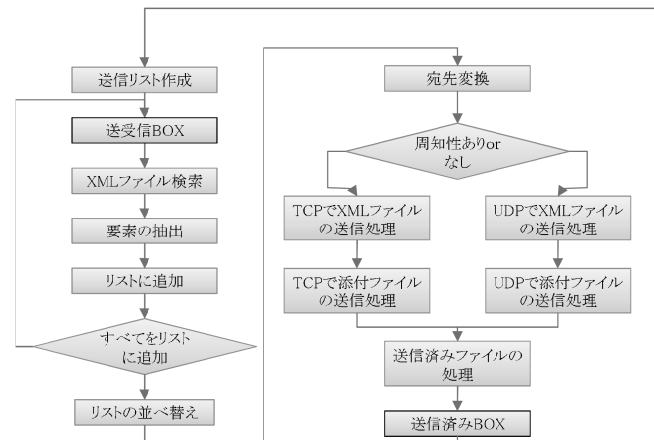 送信リスト作成
送受信BOX
XMLファイル検索
要素の抽出
リストに追加
すべてをリスト
に追加
リストの並べ替え
宛先変換
周知性ありor
なし
TCPでXMLファイル
の送信処理
UDPでXMLファイル
の送信処理
TCPで添付ファイル
の送信処理
UDPで添付ファイル
の送信処理
送信済みファイルの
処理
送信済みBOX